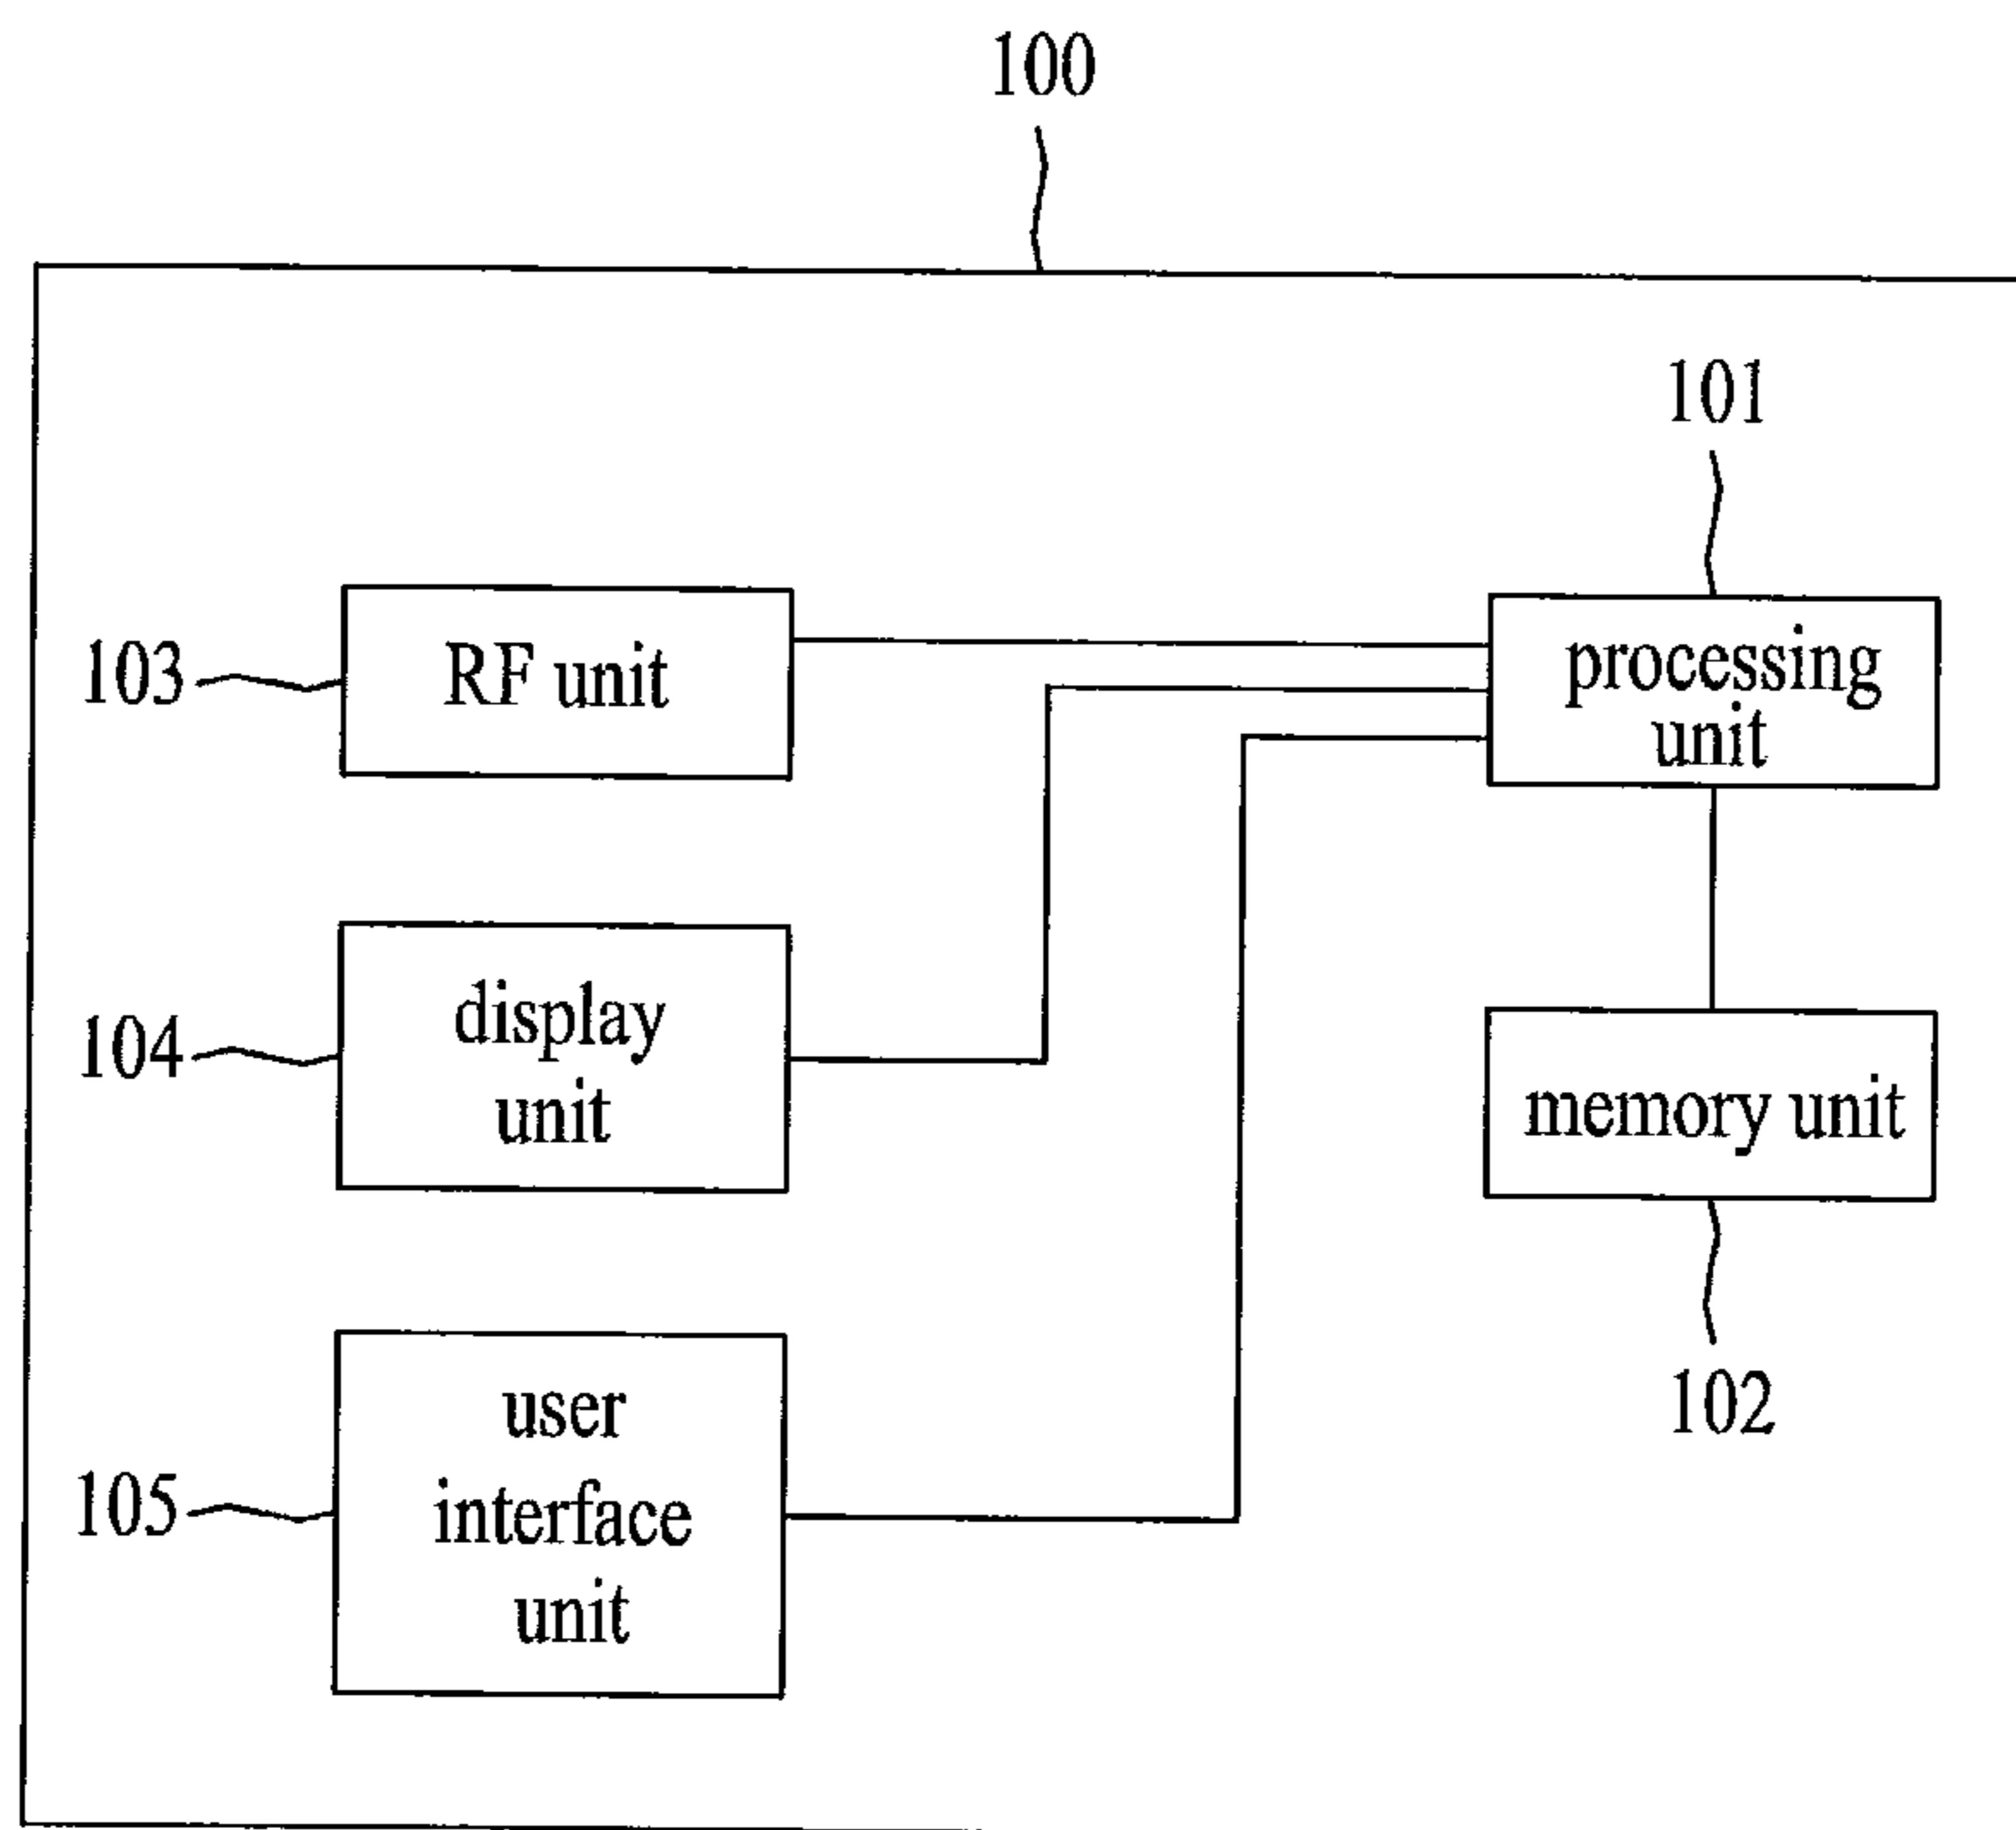 100
101
103
RF unit
processing
unit
104
display
unit
memory unit
102
105
user
interface
unit